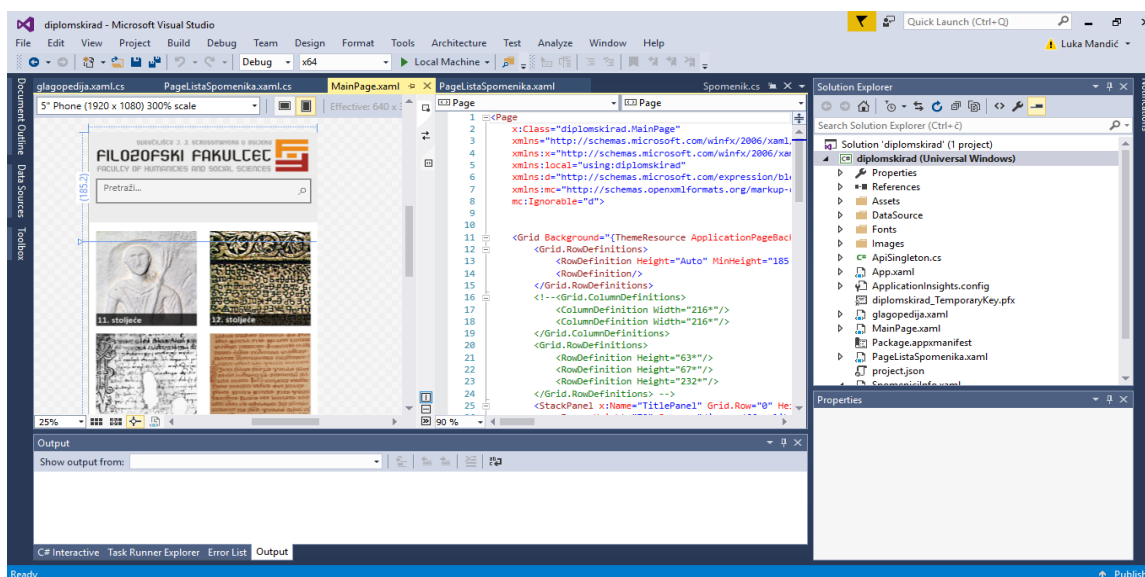 diplomskirad - Microsoft Visual Studio
Quick Launch (Ctrl+Q)
File Edit View Project Build Debug Team Design Format Tools Architecture Test Analyze Window Help
Luka Mandić
Debug x64 Local Machine
Document Outline
Data Sources
Toolbox
glagopedija.xaml.cs PageListaSpomenika.xaml.cs MainPage.xaml PageListaSpomenika.xaml Spomenik.cs
5" Phone (1920 x 1080) 300% scale
Effective: 640 x 3
FILOZOFSKI FAKULTET
FACULTY OF HUMANITIES AND SOCIAL SCIENCES
(185.2)
Pretraži...
11. stoljeće
12. stoljeće
25%
Page Page
1 <Page
2 x:Class="diplomskirad.MainPage"
3 xmlns="http://schemas.microsoft.com/winfx/2006/xaml,
4 xmlns:x="http://schemas.microsoft.com/winfx/2006/xar
5 xmlns:local="using:diplomskirad"
6 xmlns:d="http://schemas.microsoft.com/expression/ble
7 xmlns:mc="http://schemas.openxmlformats.org/markup-
8 mc:Ignorable="d">
9
10
11 <Grid Background="{ThemeResource ApplicationPageBacl
12 <Grid.RowDefinitions>
13 <RowDefinition Height="Auto" MinHeight="185
14 <RowDefinition/>
15 </Grid.RowDefinitions>
16 <!--<Grid.ColumnDefinitions>
17 <ColumnDefinition Width="216*"/>
18 <ColumnDefinition Width="216*"/>
19 </Grid.ColumnDefinitions>
20 <Grid.RowDefinitions>
21 <RowDefinition Height="63*"/>
22 <RowDefinition Height="67*"/>
23 <RowDefinition Height="232*"/>
24 </Grid.RowDefinitions> -->
25 <StackPanel x:Name="TitlePanel" Grid.Row="0" He:
90 %
Solution Explorer
Search Solution Explorer (Ctrl+č)
Solution 'diplomskirad' (1 project)
diplomskirad (Universal Windows)
Properties
References
Assets
DataSource
Fonts
Images
ApiSingleton.cs
App.xaml
ApplicationInsights.config
diplomskirad_TemporaryKey.pfx
glagopedija.xaml
MainPage.xaml
Package.appxmanifest
PageListaSpomenika.xaml
project.json
SpomeniciInfo.xaml
Properties
Output
Show output from:
C# Interactive Task Runner Explorer Error List Output
Ready
Publish